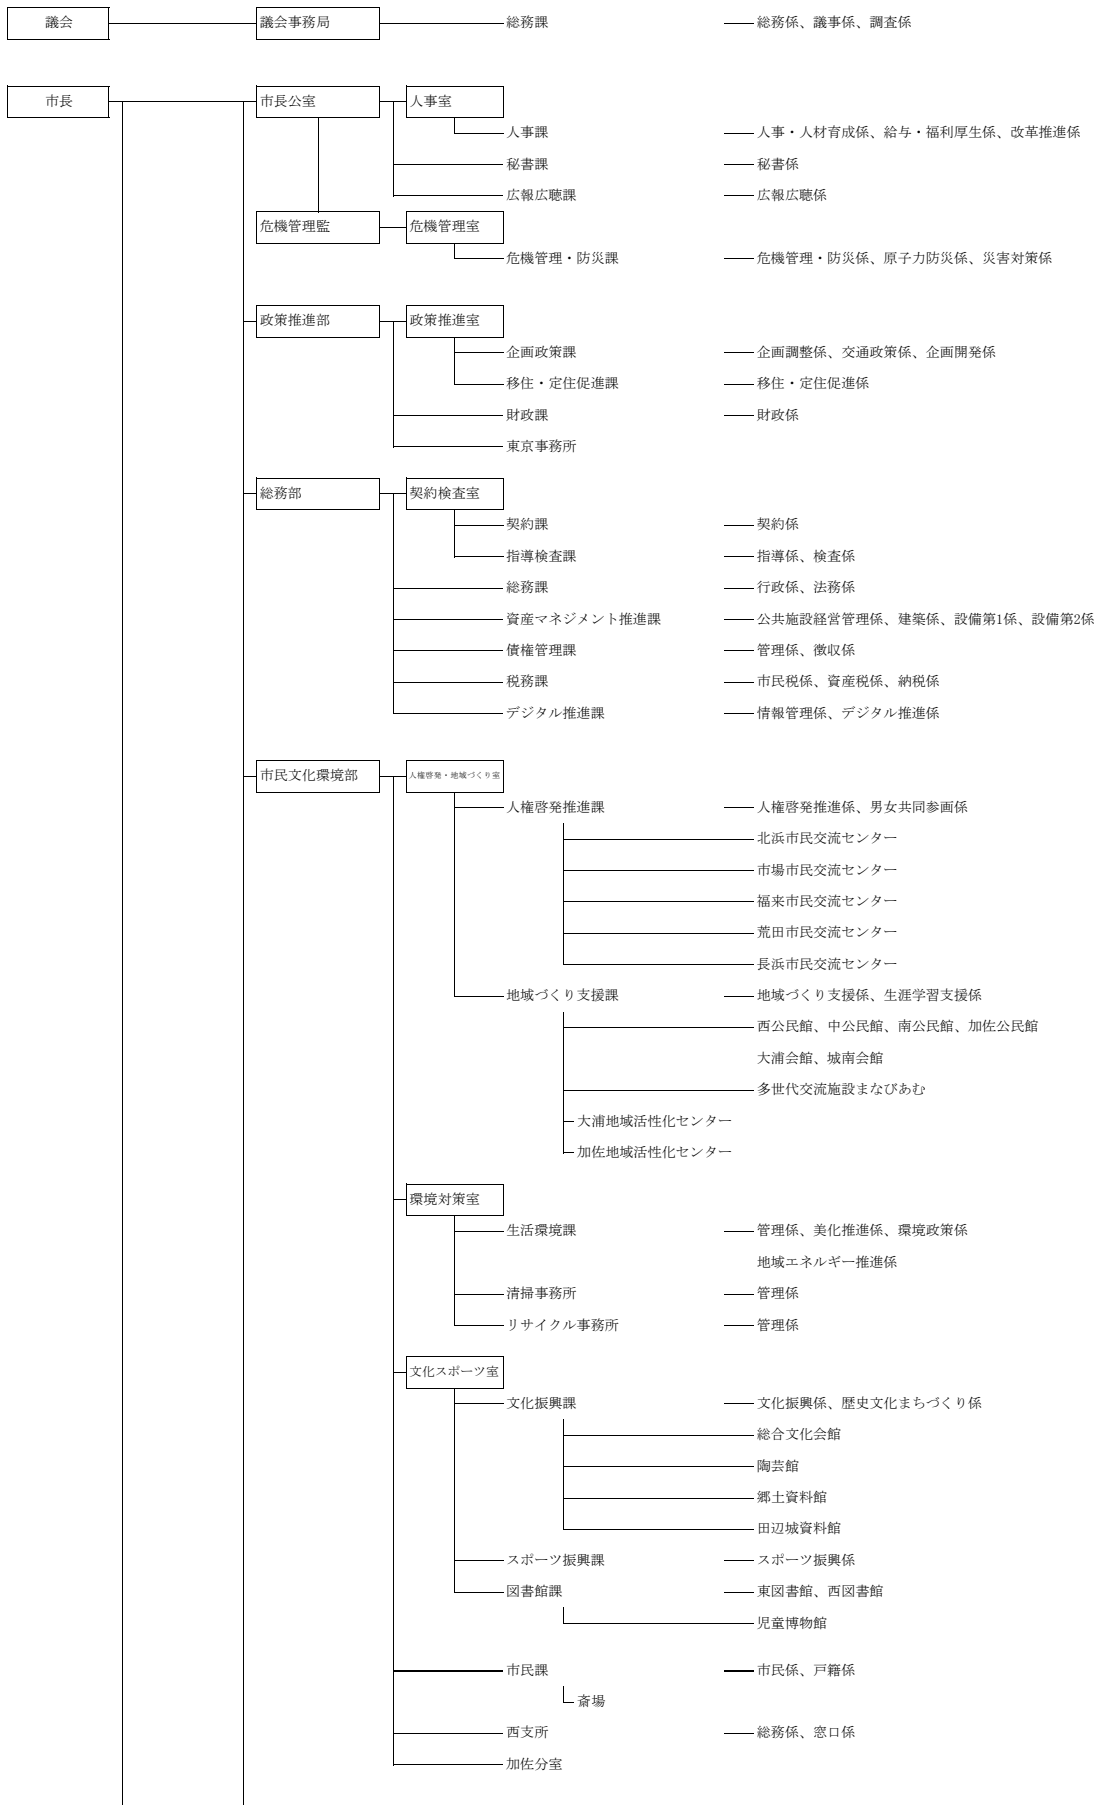 議会 議会事務局 総務課 総務係、議事係、調査係
市長 市長公室 人事室
人事課 人事・人材育成係、給与・福利厚生係、改革推進係
秘書課 秘書係
広報広聴課 広報広聴係
危機管理監 危機管理室
危機管理・防災課 危機管理・防災係、原子力防災係、災害対策係
政策推進部 政策推進室
企画政策課 企画調整係、交通政策係、企画開発係
移住・定住促進課 移住・定住促進係
財政課 財政係
東京事務所
総務部 契約検査室
契約課 契約係
指導検査課 指導係、検査係
総務課 行政係、法務係
資産マネジメント推進課 公共施設経営管理係、建築係、設備第1係、設備第2係
債権管理課 管理係、徴収係
税務課 市民税係、資産税係、納税係
デジタル推進課 情報管理係、デジタル推進係
市民文化環境部 人権啓発・地域づくり室
人権啓発推進課 人権啓発推進係、男女共同参画係
北浜市民交流センター
市場市民交流センター
福来市民交流センター
荒田市民交流センター
長浜市民交流センター
地域づくり支援課 地域づくり支援係、生涯学習支援係
西公民館、中公民館、南公民館、加佐公民館
大浦会館、城南会館
多世代交流施設まなびあむ
大浦地域活性化センター
加佐地域活性化センター
環境対策室
生活環境課 管理係、美化推進係、環境政策係
地域エネルギー推進係
清掃事務所 管理係
リサイクル事務所 管理係
文化スポーツ室
文化振興課 文化振興係、歴史文化まちづくり係
総合文化会館
陶芸館
郷土資料館
田辺城資料館
スポーツ振興課 スポーツ振興係
図書館課 東図書館、西図書館
児童博物館
市民課 市民係、戸籍係
斎場
西支所 総務係、窓口係
加佐分室